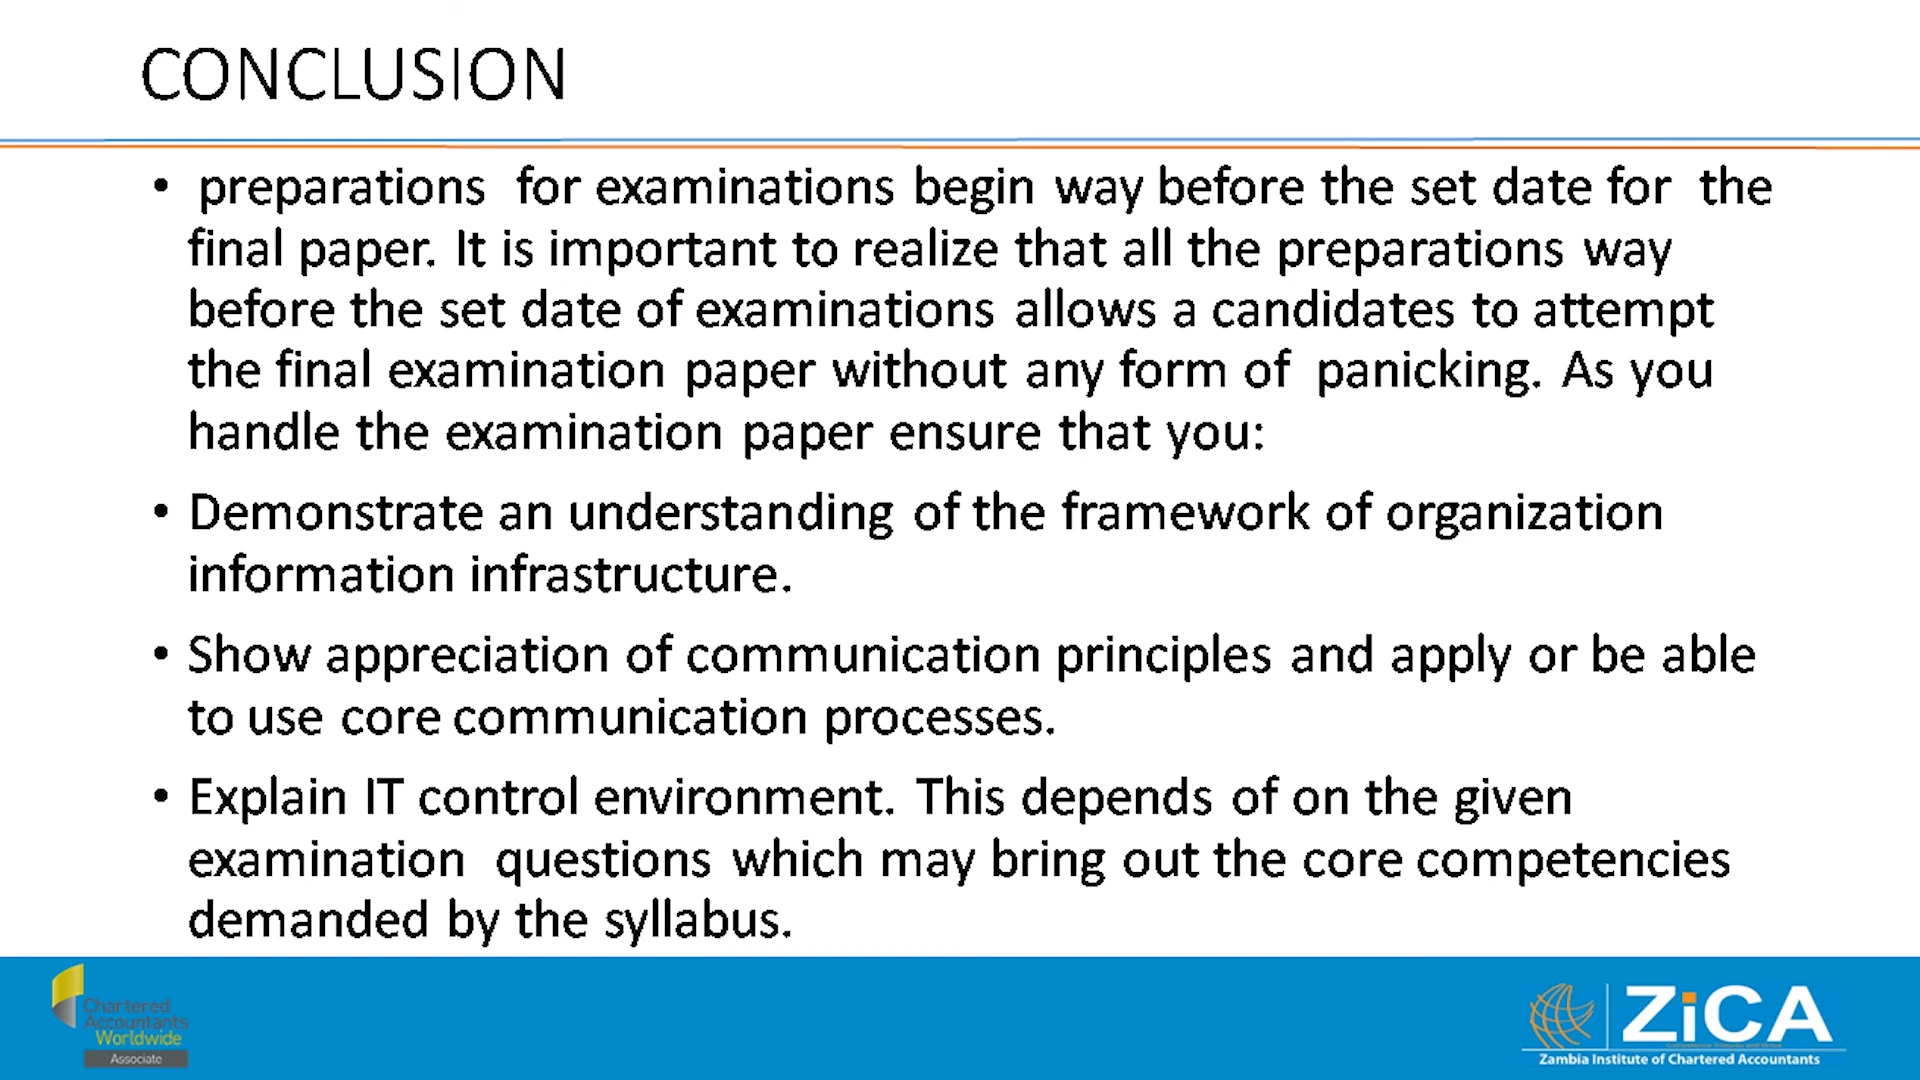 CONCLUSION
• preparations for examinations begin way before the set date for the
final paper. It is important to realize that all the preparations way
before the set date of examinations allows a candidates to attempt
the final examination paper without any form of panicking. As you
handle the examination paper ensure that you:
• Demonstrate an understanding of the framework of organization
information infrastructure.
• Show appreciation of communication principles and apply or be able
to use core communication processes.
• Explain IT control environment. This depends of on the given
examination questions which may bring out the core competencies
demanded by the syllabus.
Chartered
Accountants
Worldwide
Associate
ZiCA
Zambia Institute of Chartered Accountants